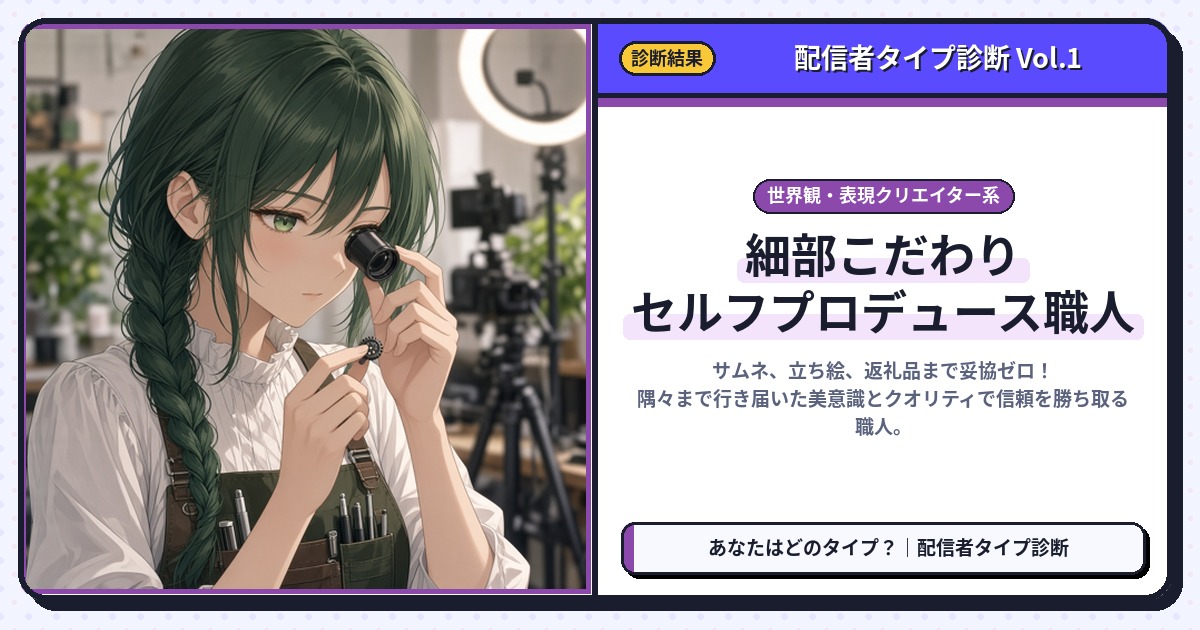 診断結果
配信者タイプ診断 Vol.1
世界観・表現クリエイター系
細部こだわり
セルフプロデュース職人
サムネ、立ち絵、返礼品まで妥協ゼロ！
隅々まで行き届いた美意識とクオリティで信頼を勝ち取る
職人。
あなたはどのタイプ？｜配信者タイプ診断